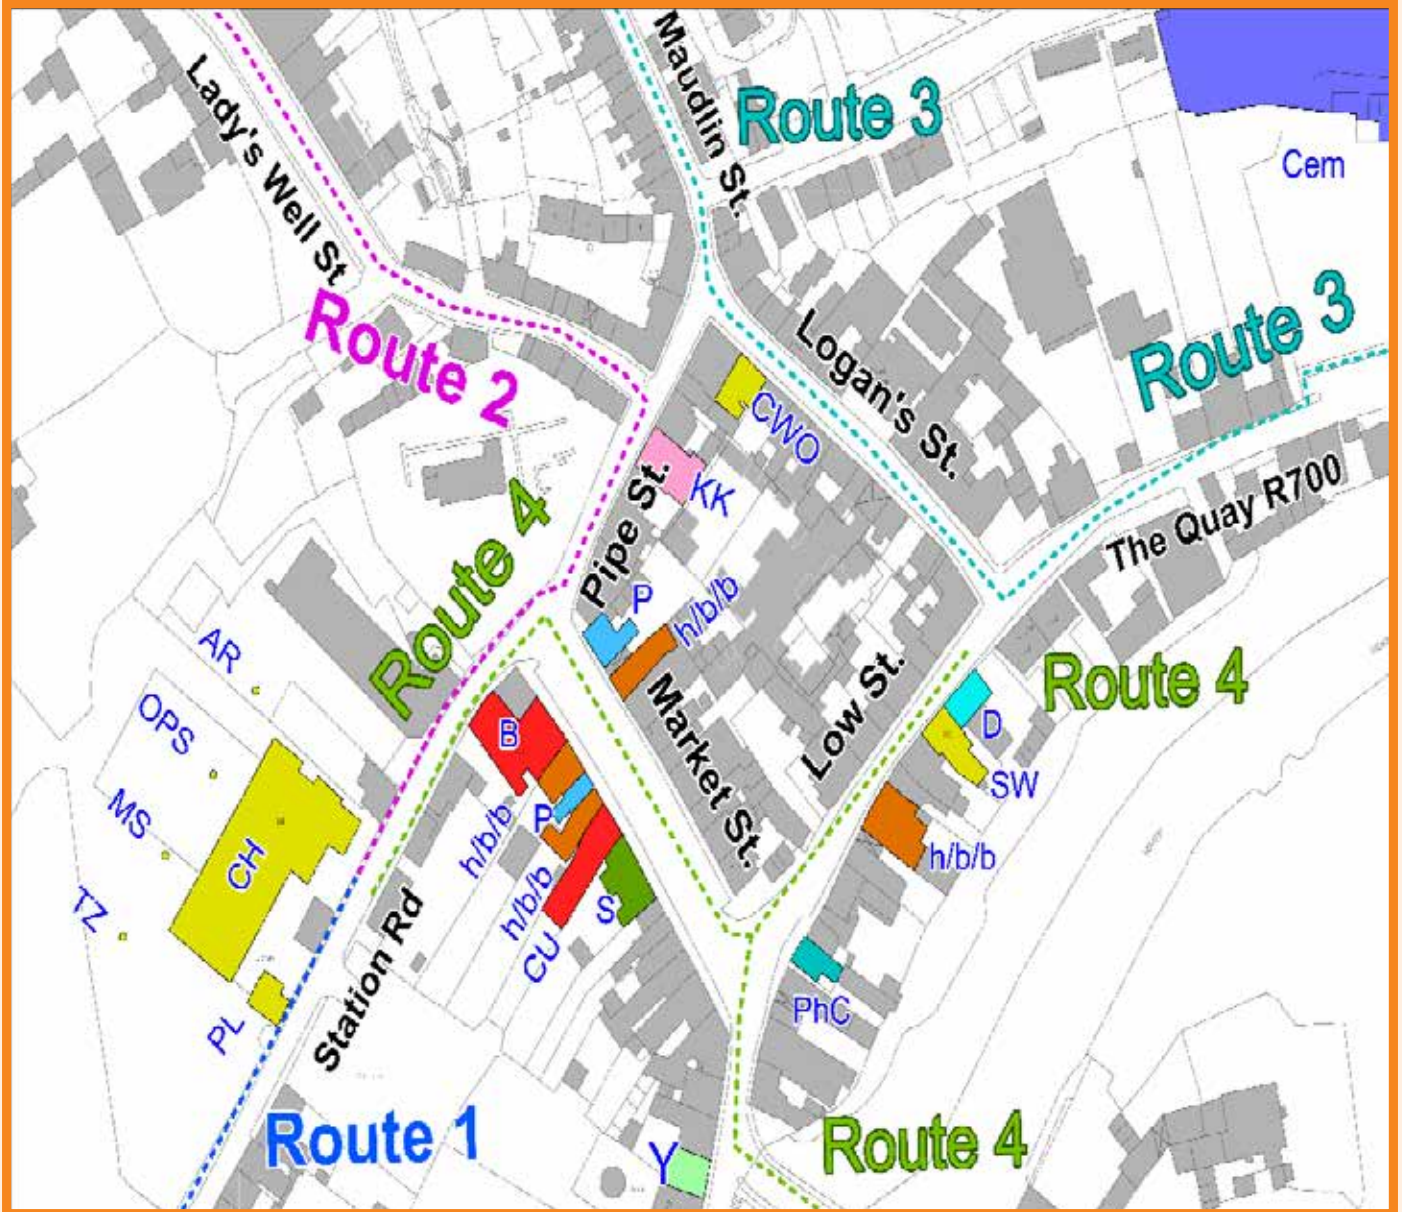 Maudlin St.
Route 3
Lady's Well St
Cem
Route 2
Logan's St.
Route 3
CWO
KK
The Quay R700
Pipe St.
Route 4
P
h/b/b
AR
Market St.
Low St.
Route 4
OPS
B
D
SW
MS
P
h/b/b
CH
h/b/b
h/b/b
TZ
S
CU
Station Rd
PhC
PL
Route 1
Route 4
Y